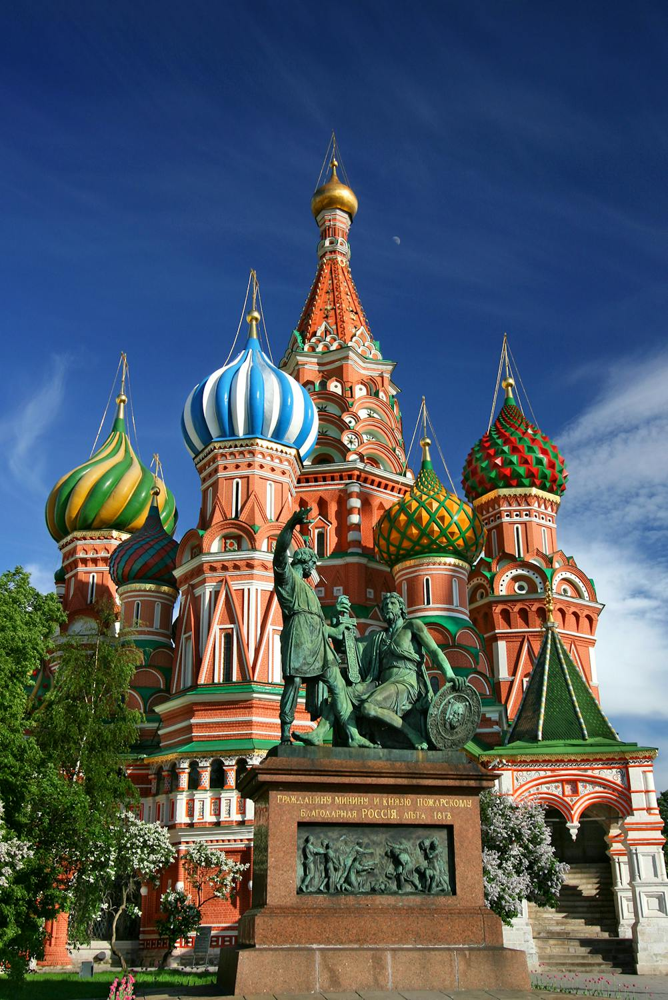 ГРАЖДАНИНУ МИНИНУ И КНЯЗЮ ПОЖАРСКОМУ
БЛАГОДАРНАЯ РОССІЯ. ЛѢТА 1818